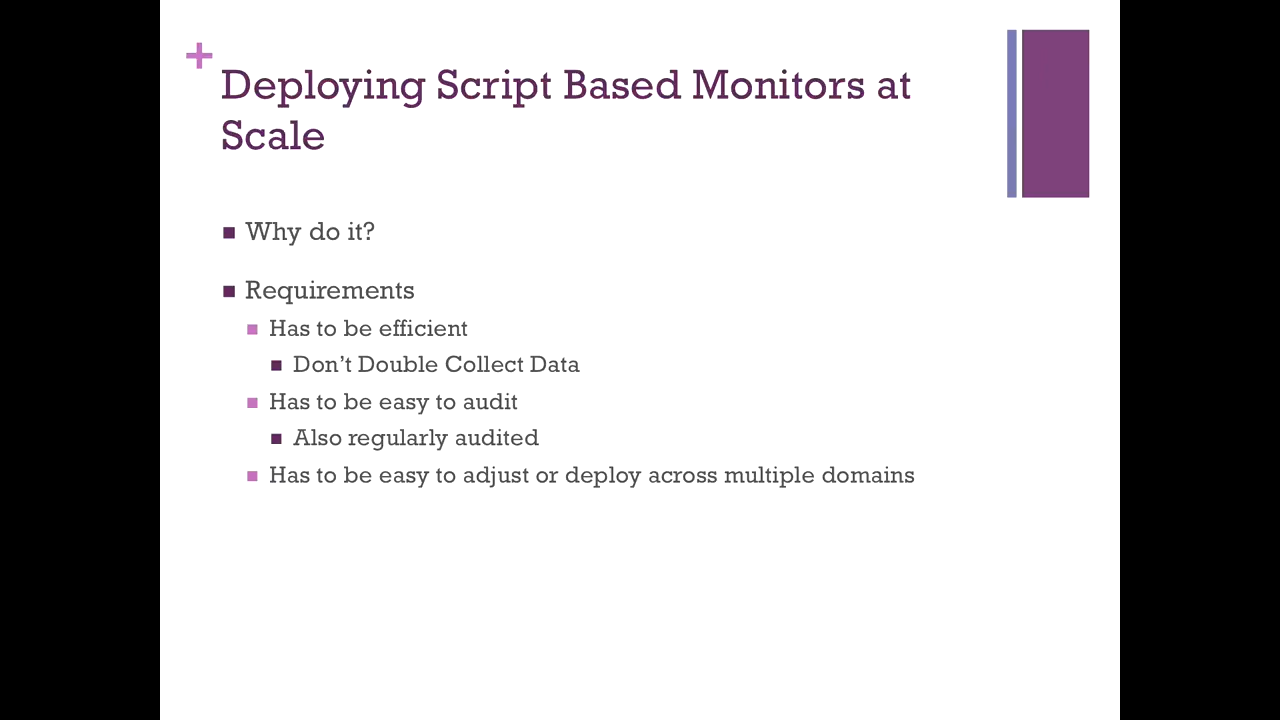 +
Deploying Script Based Monitors at
Scale
Why do it?
Requirements
Has to be efficient
Don’t Double Collect Data
Has to be easy to audit
Also regularly audited
Has to be easy to adjust or deploy across multiple domains